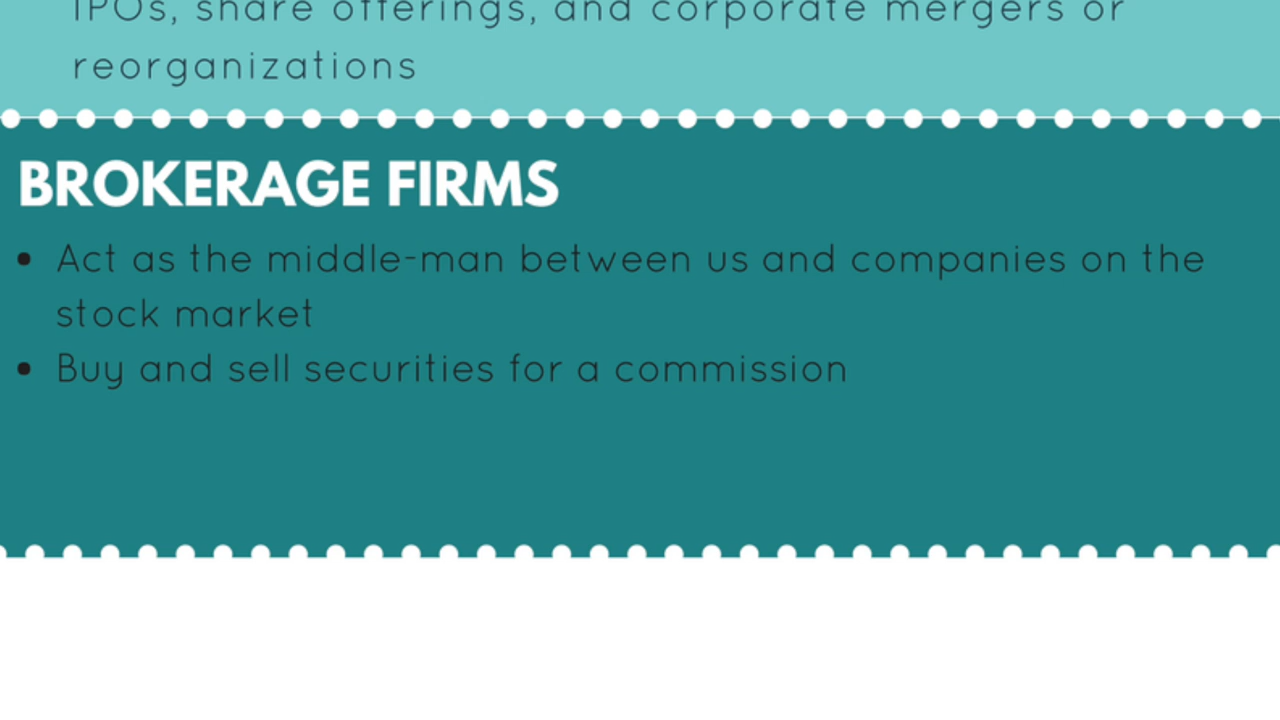 IPOs, share offerings, and corporate mergers or
reorganizations
BROKERAGE FIRMS
• Act as the middle-man between us and companies on the
stock market
• Buy and sell securities for a commission